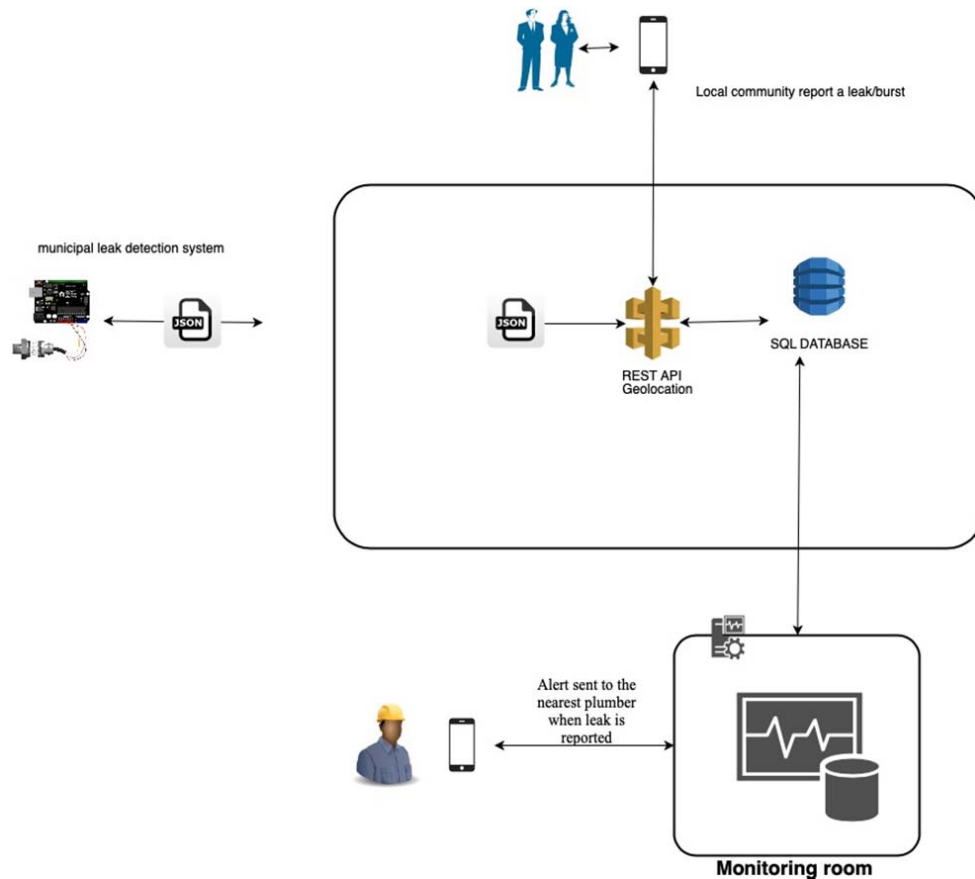 Local community report a leak/burst
municipal leak detection system
JSON
JSON
REST API
Geolocation
SQL DATABASE
Alert sent to the
nearest plumber
when leak is
reported
Monitoring room